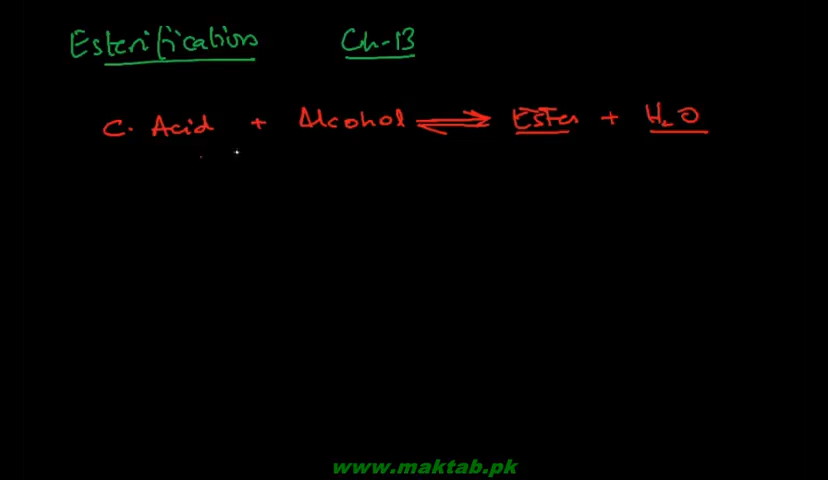 Esterification Ch-13
C. Acid + Alcohol ⇌ Ester + H₂O
www.maktab.pk